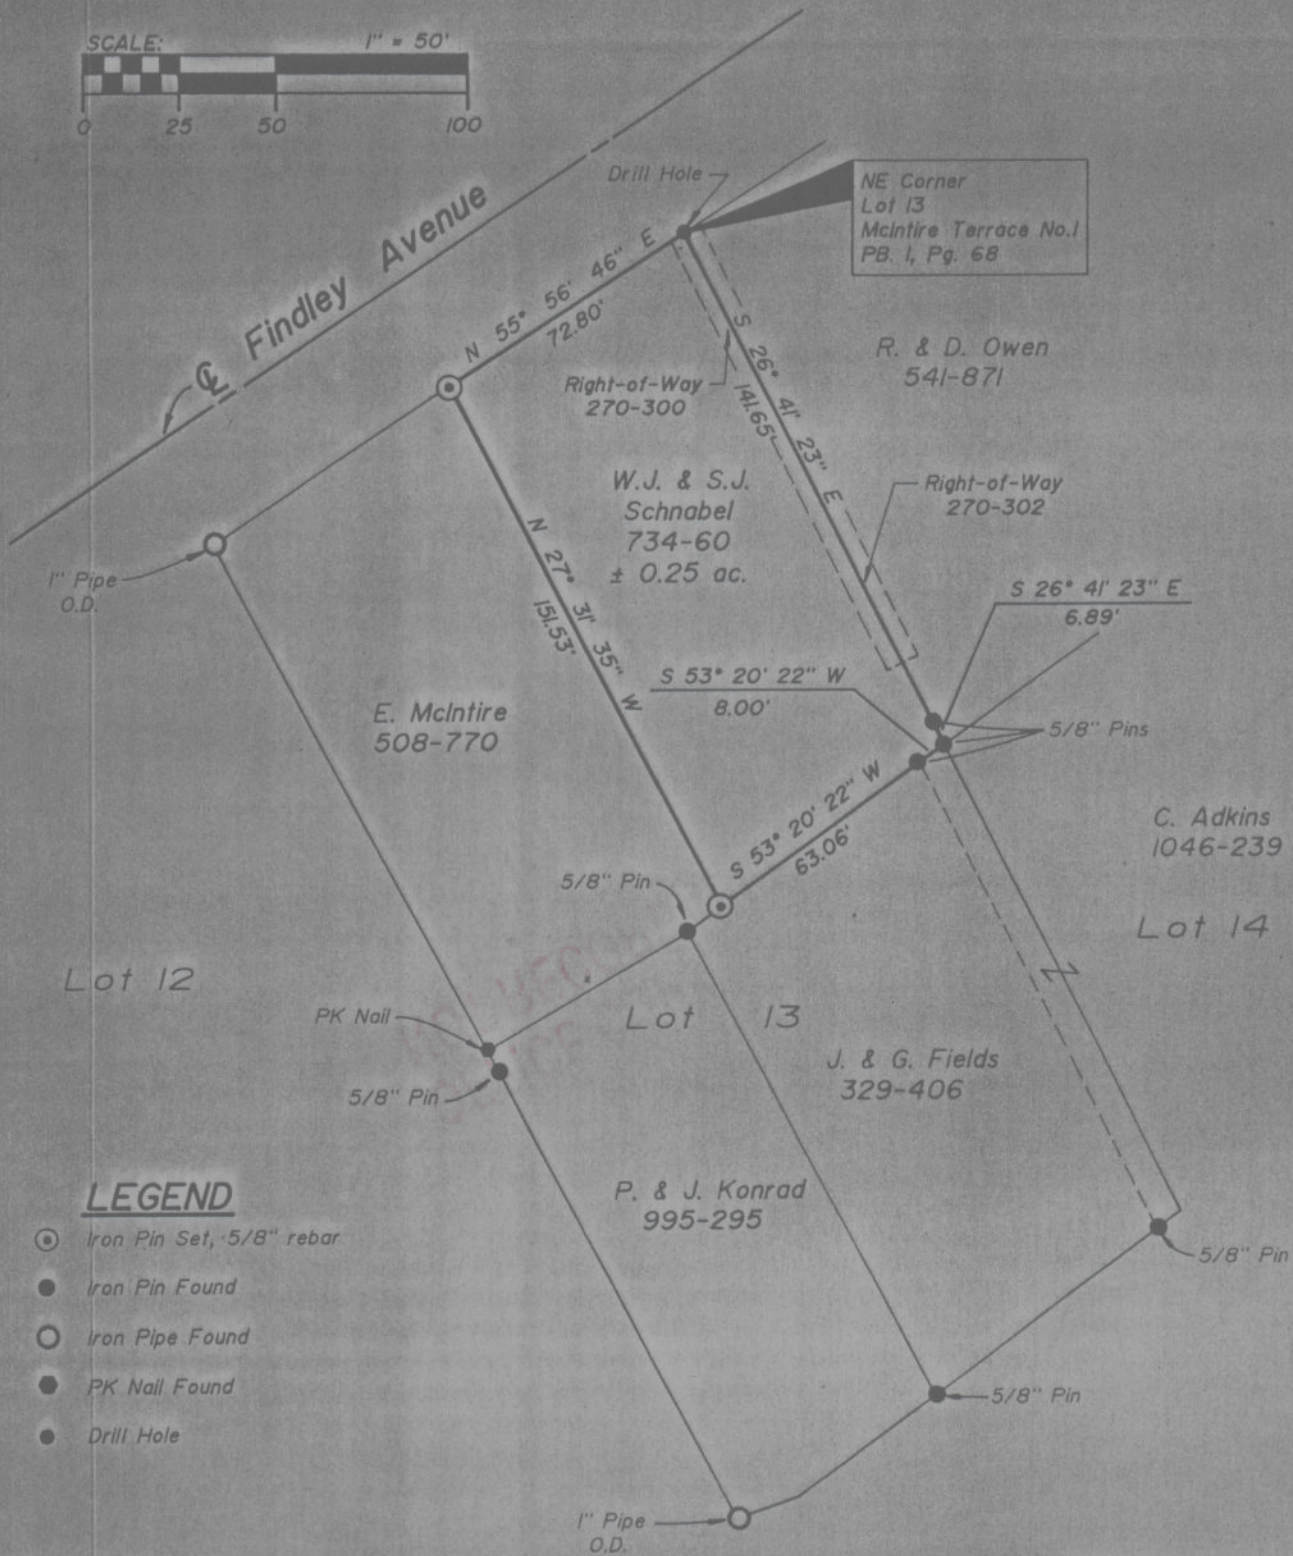 SCALE: 1" = 50'
0 25 50 100
Findley Avenue
℄
Drill Hole
NE Corner
Lot 13
McIntire Terrace No.1
PB. 1, Pg. 68
N 55° 56' 46" E
72.80'
R. & D. Owen
541-871
Right-of-Way
270-300
S 26° 41' 23" E
141.65'
W.J. & S.J.
Schnabel
734-60
± 0.25 ac.
Right-of-Way
270-302
N 27° 31' 35" W
151.53'
1" Pipe
O.D.
S 26° 41' 23" E
6.89'
S 53° 20' 22" W
8.00'
E. McIntire
508-770
5/8" Pins
S 53° 20' 22" W
63.06'
C. Adkins
1046-239
5/8" Pin
Lot 14
Lot 12
PK Nail
Lot 13
5/8" Pin
J. & G. Fields
329-406
P. & J. Konrad
995-295
LEGEND
Iron Pin Set, 5/8" rebar
Iron Pin Found
Iron Pipe Found
PK Nail Found
Drill Hole
5/8" Pin
5/8" Pin
1" Pipe
O.D.